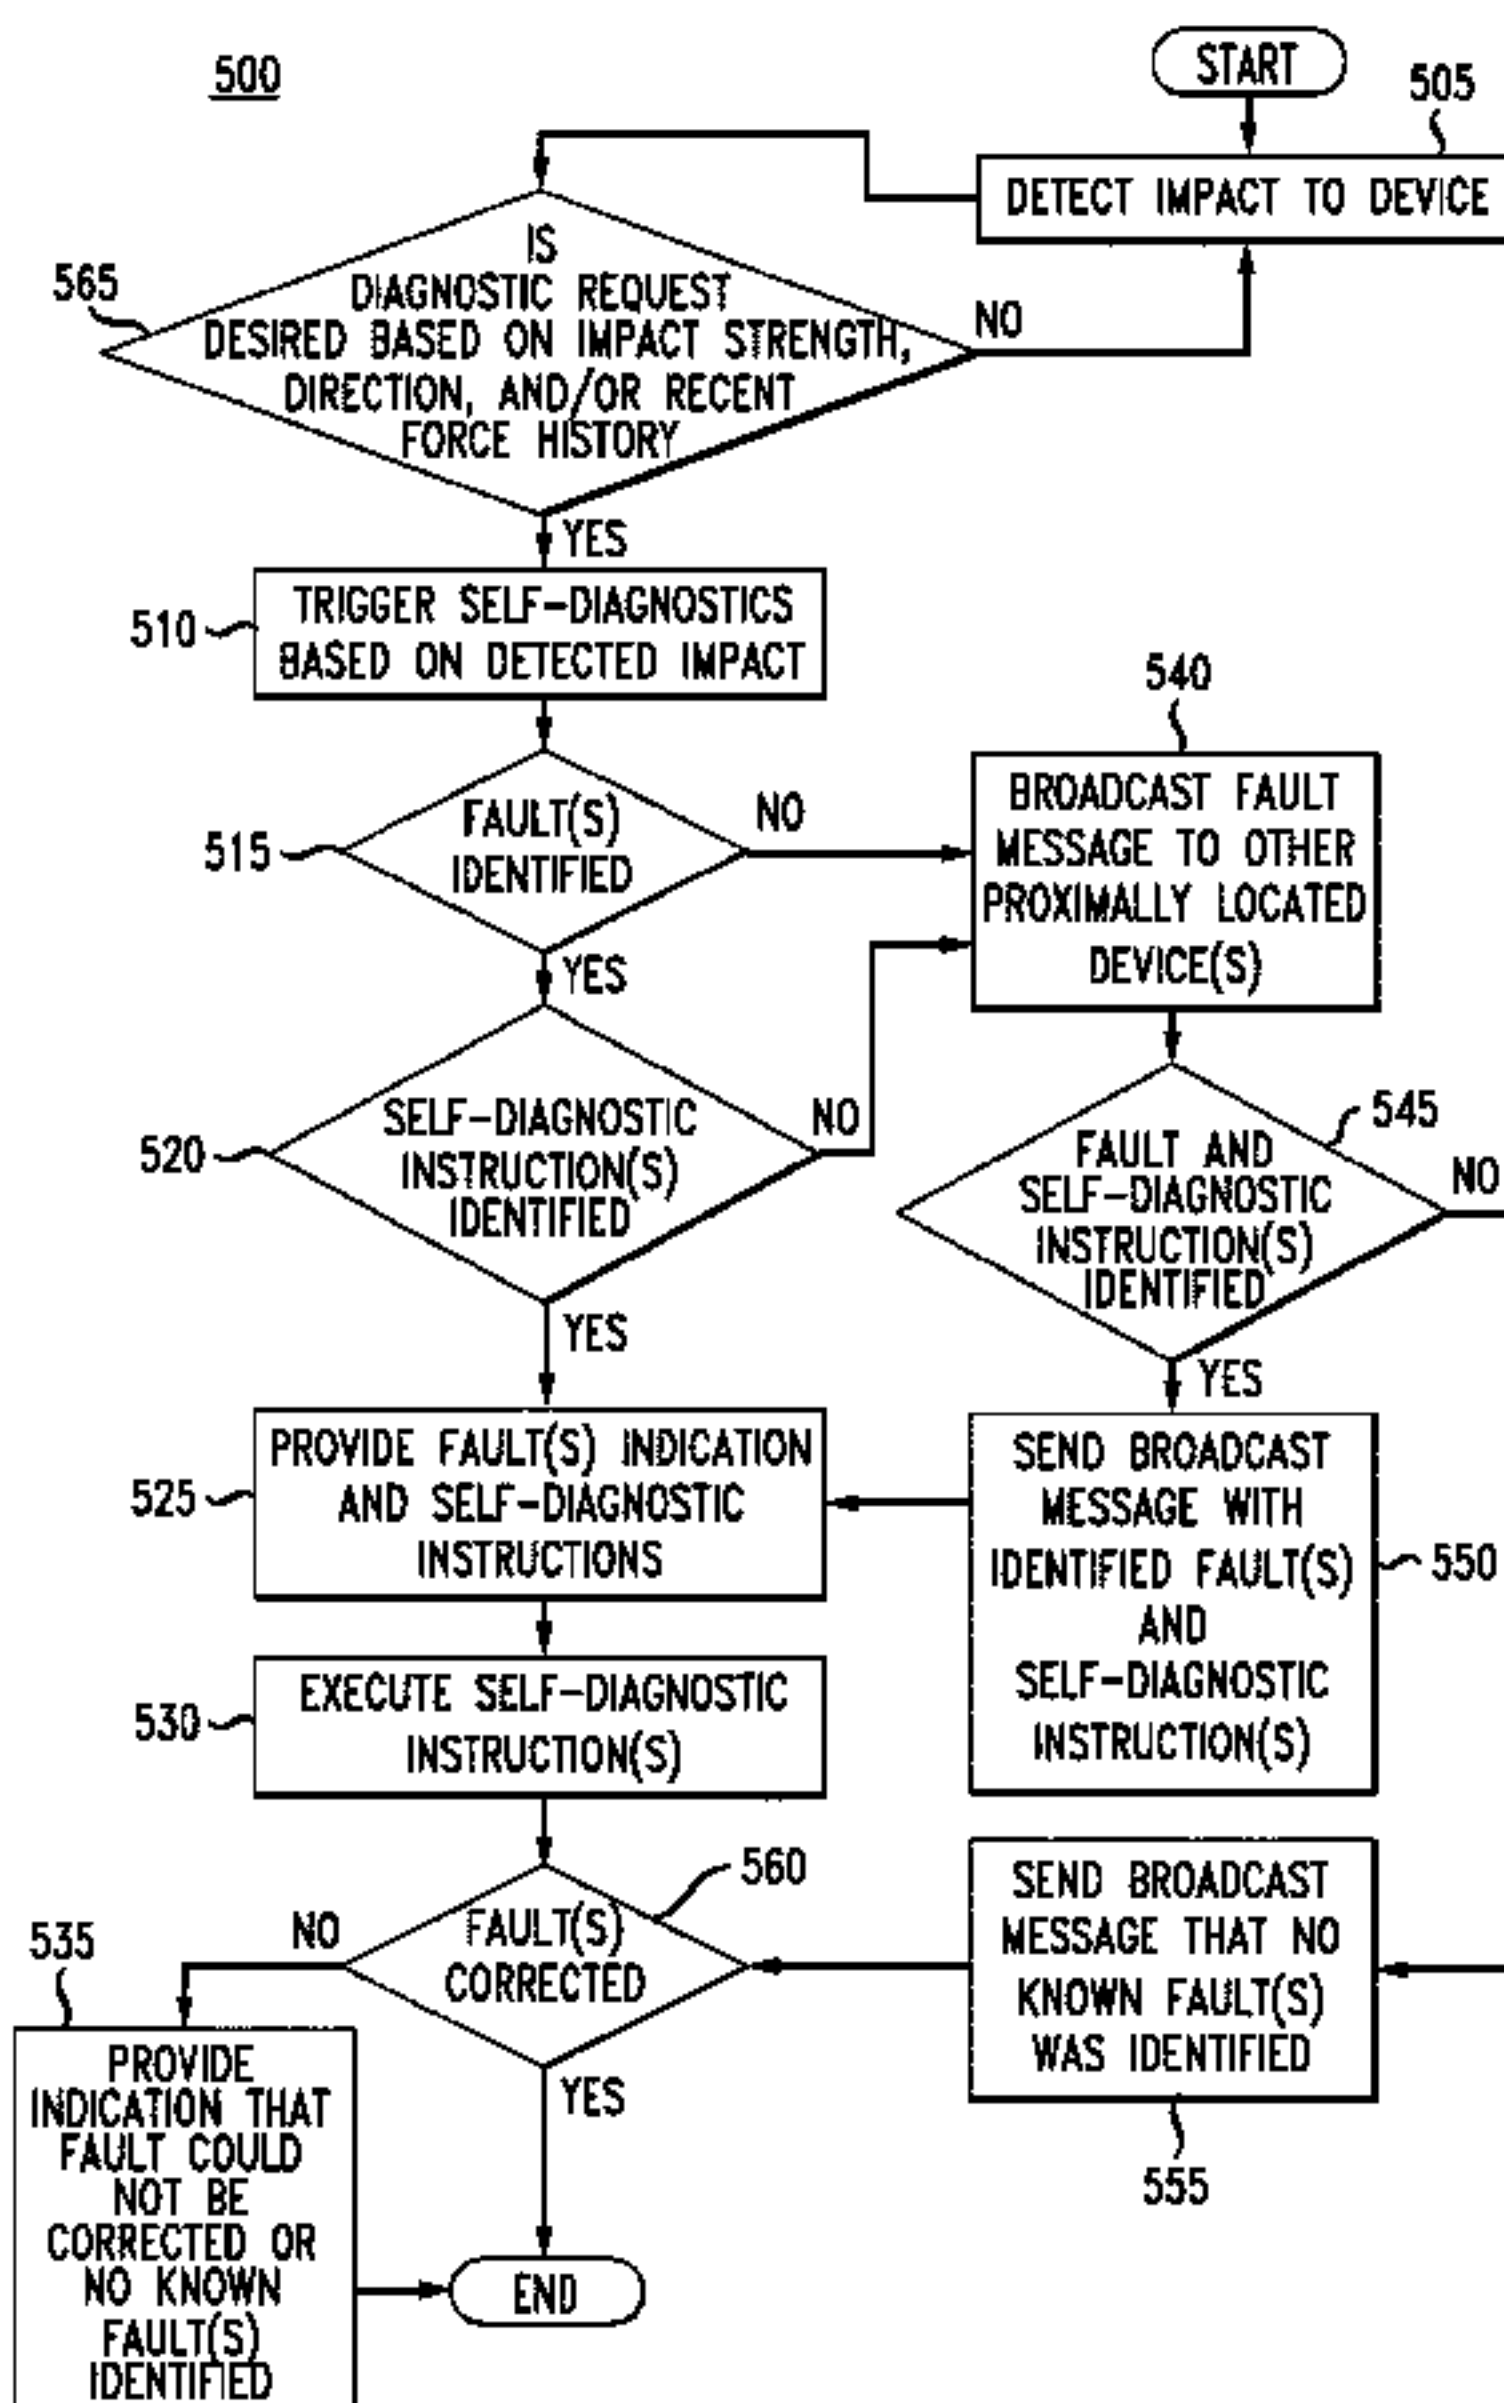 500
START
505
DETECT IMPACT TO DEVICE
565
IS
DIAGNOSTIC REQUEST
DESIRED BASED ON IMPACT STRENGTH,
DIRECTION, AND/OR RECENT
FORCE HISTORY
NO
YES
510
TRIGGER SELF-DIAGNOSTICS
BASED ON DETECTED IMPACT
515
FAULT(S)
IDENTIFIED
NO
YES
540
BROADCAST FAULT
MESSAGE TO OTHER
PROXIMALLY LOCATED
DEVICE(S)
520
SELF-DIAGNOSTIC
INSTRUCTION(S)
IDENTIFIED
NO
YES
545
FAULT AND
SELF-DIAGNOSTIC
INSTRUCTION(S)
IDENTIFIED
NO
YES
525
PROVIDE FAULT(S) INDICATION
AND SELF-DIAGNOSTIC
INSTRUCTIONS
SEND BROADCAST
MESSAGE WITH
IDENTIFIED FAULT(S)
AND
SELF-DIAGNOSTIC
INSTRUCTION(S)
550
530
EXECUTE SELF-DIAGNOSTIC
INSTRUCTION(S)
560
FAULT(S)
CORRECTED
NO
YES
SEND BROADCAST
MESSAGE THAT NO
KNOWN FAULT(S)
WAS IDENTIFIED
555
535
PROVIDE
INDICATION THAT
FAULT COULD
NOT BE
CORRECTED OR
NO KNOWN
FAULT(S)
IDENTIFIED
END